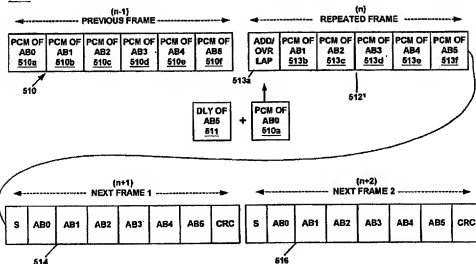 (n-1)
PREVIOUS FRAME
(n)
REPEATED FRAME
PCM OF AB0 510a
PCM OF AB1 510b
PCM OF AB2 510c
PCM OF AB3 510d
PCM OF AB4 510e
PCM OF AB5 510f
510
ADD/ OVR LAP
513a
PCM OF AB1 513b
PCM OF AB2 513c
PCM OF AB3 513d
PCM OF AB4 513e
PCM OF AB5 513f
512'
DLY OF AB5 511
+
PCM OF AB0 510a
(n+1)
NEXT FRAME 1
(n+2)
NEXT FRAME 2
S AB0 AB1 AB2 AB3 AB4 AB5 CRC
514
S AB0 AB1 AB2 AB3 AB4 AB5 CRC
516